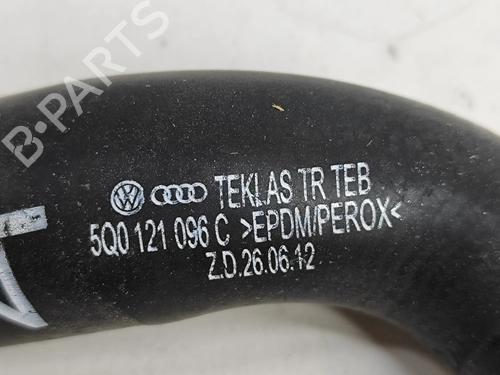 B-PARTS
TEKLAS TR TEB
5Q0 121 096 C >EPDM/PEROX<
Z.D.26.06.12